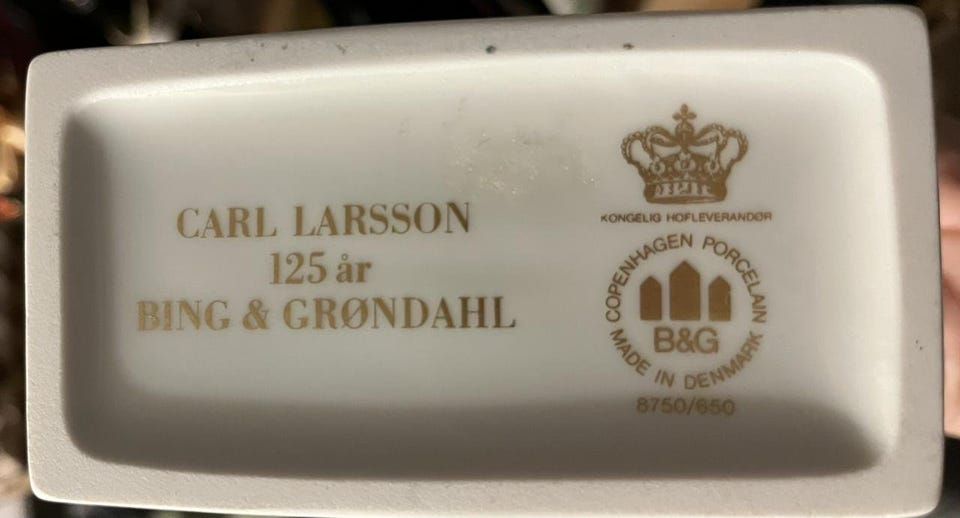 CARL LARSSON
125 år
BING & GRØNDAHL
KONGELIG HOFLEVERANDØR
COPENHAGEN PORCELAIN
B&G
MADE IN DENMARK
8750/650